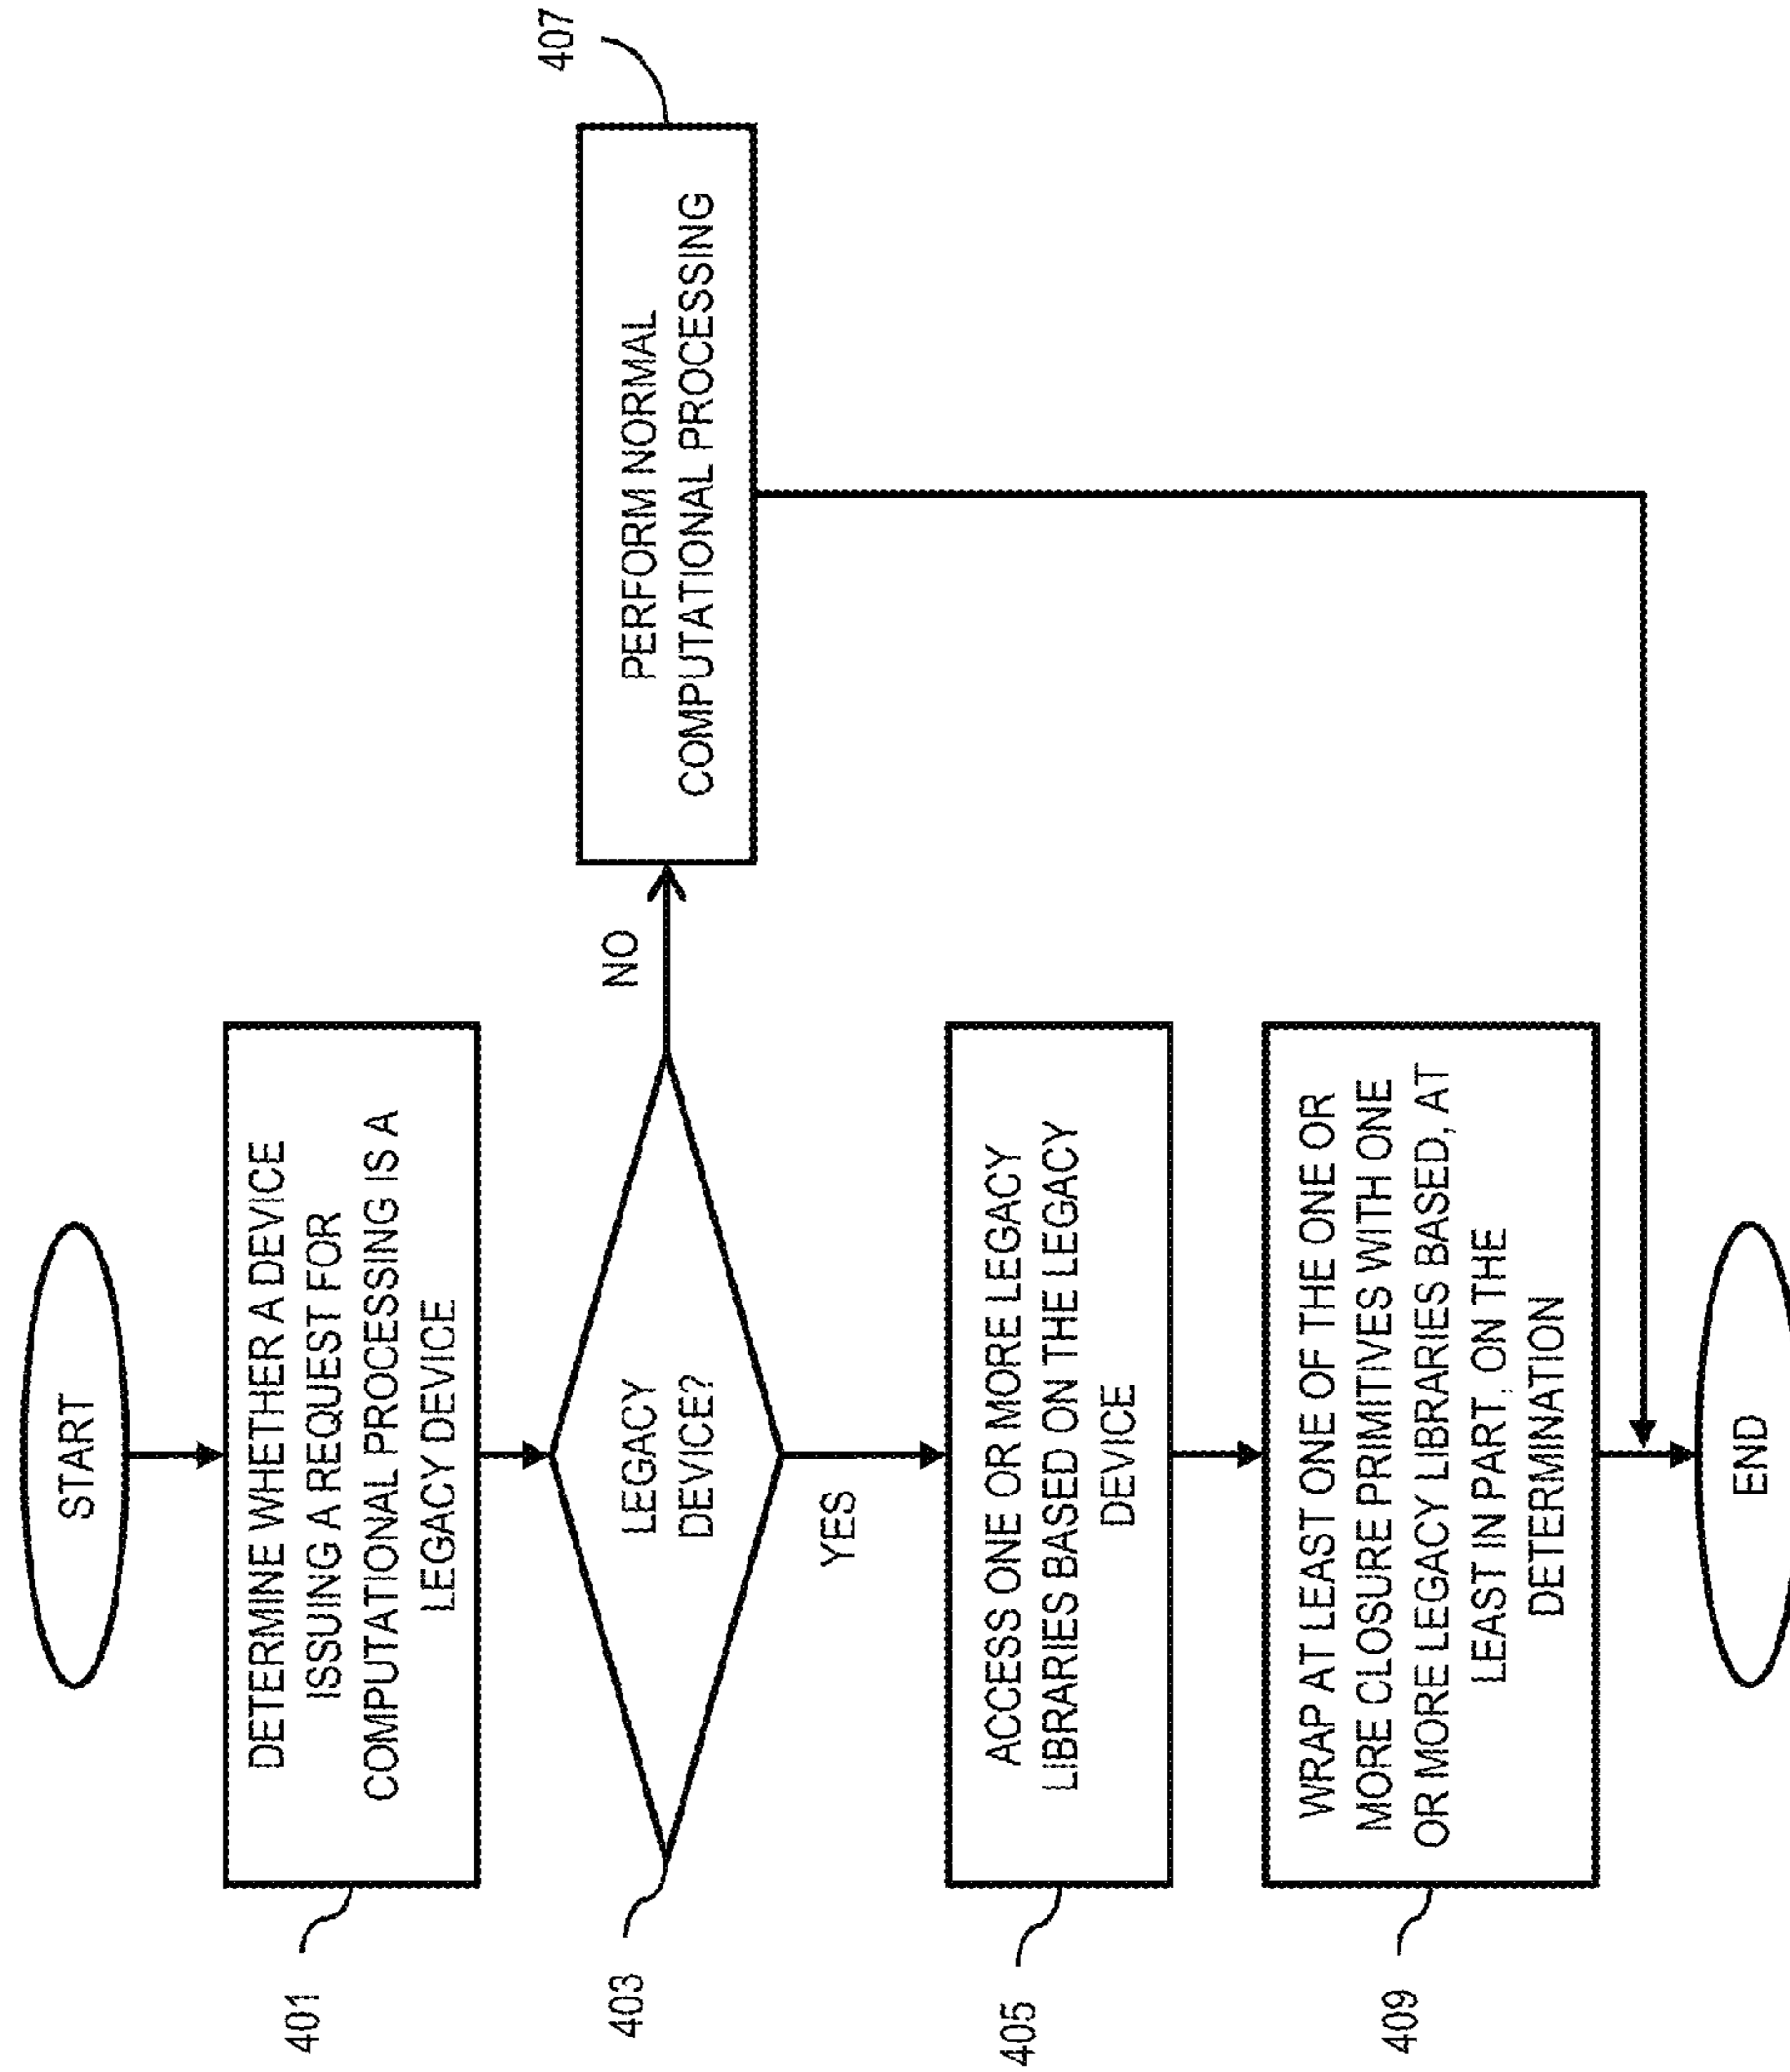 START
401
DETERMINE WHETHER A DEVICE
ISSUING A REQUEST FOR
COMPUTATIONAL PROCESSING IS A
LEGACY DEVICE
403
LEGACY
DEVICE?
NO
407
PERFORM NORMAL
COMPUTATIONAL PROCESSING
YES
405
ACCESS ONE OR MORE LEGACY
LIBRARIES BASED ON THE LEGACY
DEVICE
409
WRAP AT LEAST ONE OF THE ONE OR
MORE CLOSURE PRIMITIVES WITH ONE
OR MORE LEGACY LIBRARIES BASED, AT
LEAST IN PART, ON THE
DETERMINATION
END